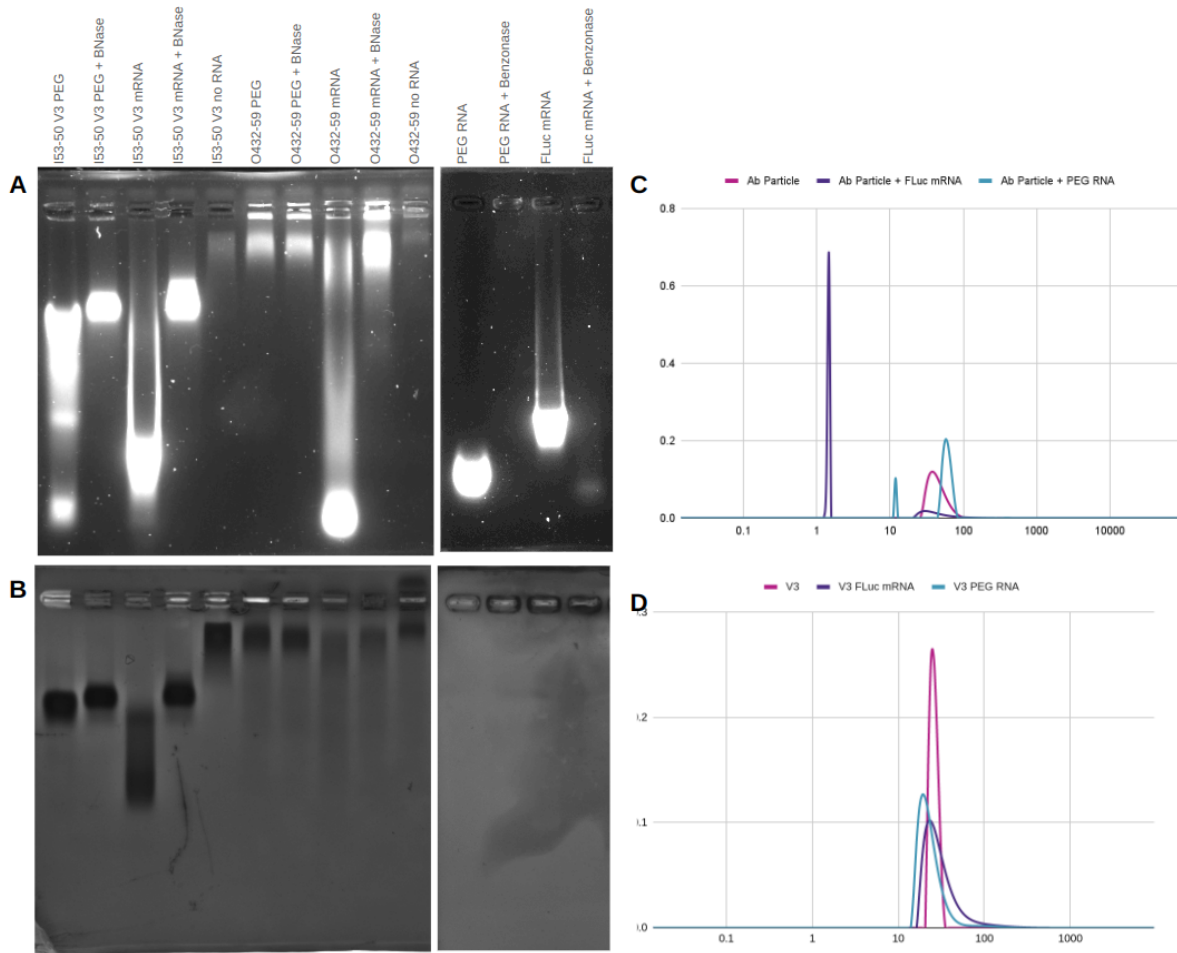 I53-50 V3 PEG
I53-50 V3 PEG + BNase
I53-50 V3 mRNA
I53-50 V3 mRNA + BNase
I53-50 V3 no RNA
O432-59 PEG
O432-59 PEG + BNase
O432-59 mRNA
O432-59 mRNA + BNase
O432-59 no RNA
PEG RNA
PEG RNA + Benzonase
FLuc mRNA
FLuc mRNA + Benzonase
A
C
Ab Particle Ab Particle + FLuc mRNA Ab Particle + PEG RNA
0.8
0.6
0.4
0.2
0.0
0.1 1 10 100 1000 10000
B
D
V3 V3 FLuc mRNA V3 PEG RNA
.3
.2
.1
.0
0.1 1 10 100 1000